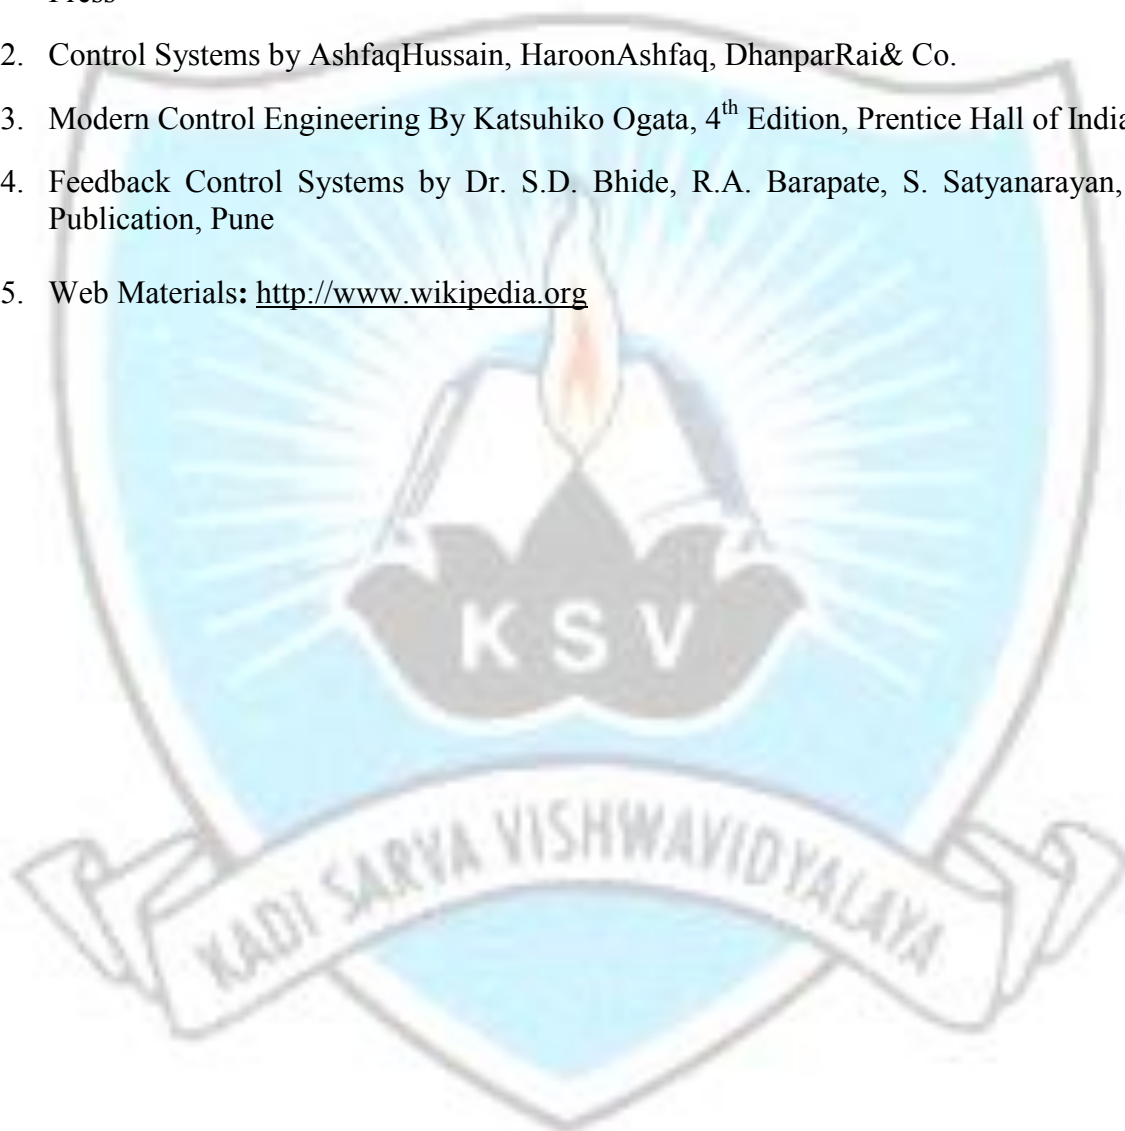 Press
2. Control Systems by AshfaqHussain, HaroonAshfaq, DhanparRai& Co.
3. Modern Control Engineering By Katsuhiko Ogata, 4th Edition, Prentice Hall of India
4. Feedback Control Systems by Dr. S.D. Bhide, R.A. Barapate, S. Satyanarayan,
Publication, Pune
5. Web Materials: http://www.wikipedia.org
K S V
KADI SARVA VISHWAVIDYALAYA